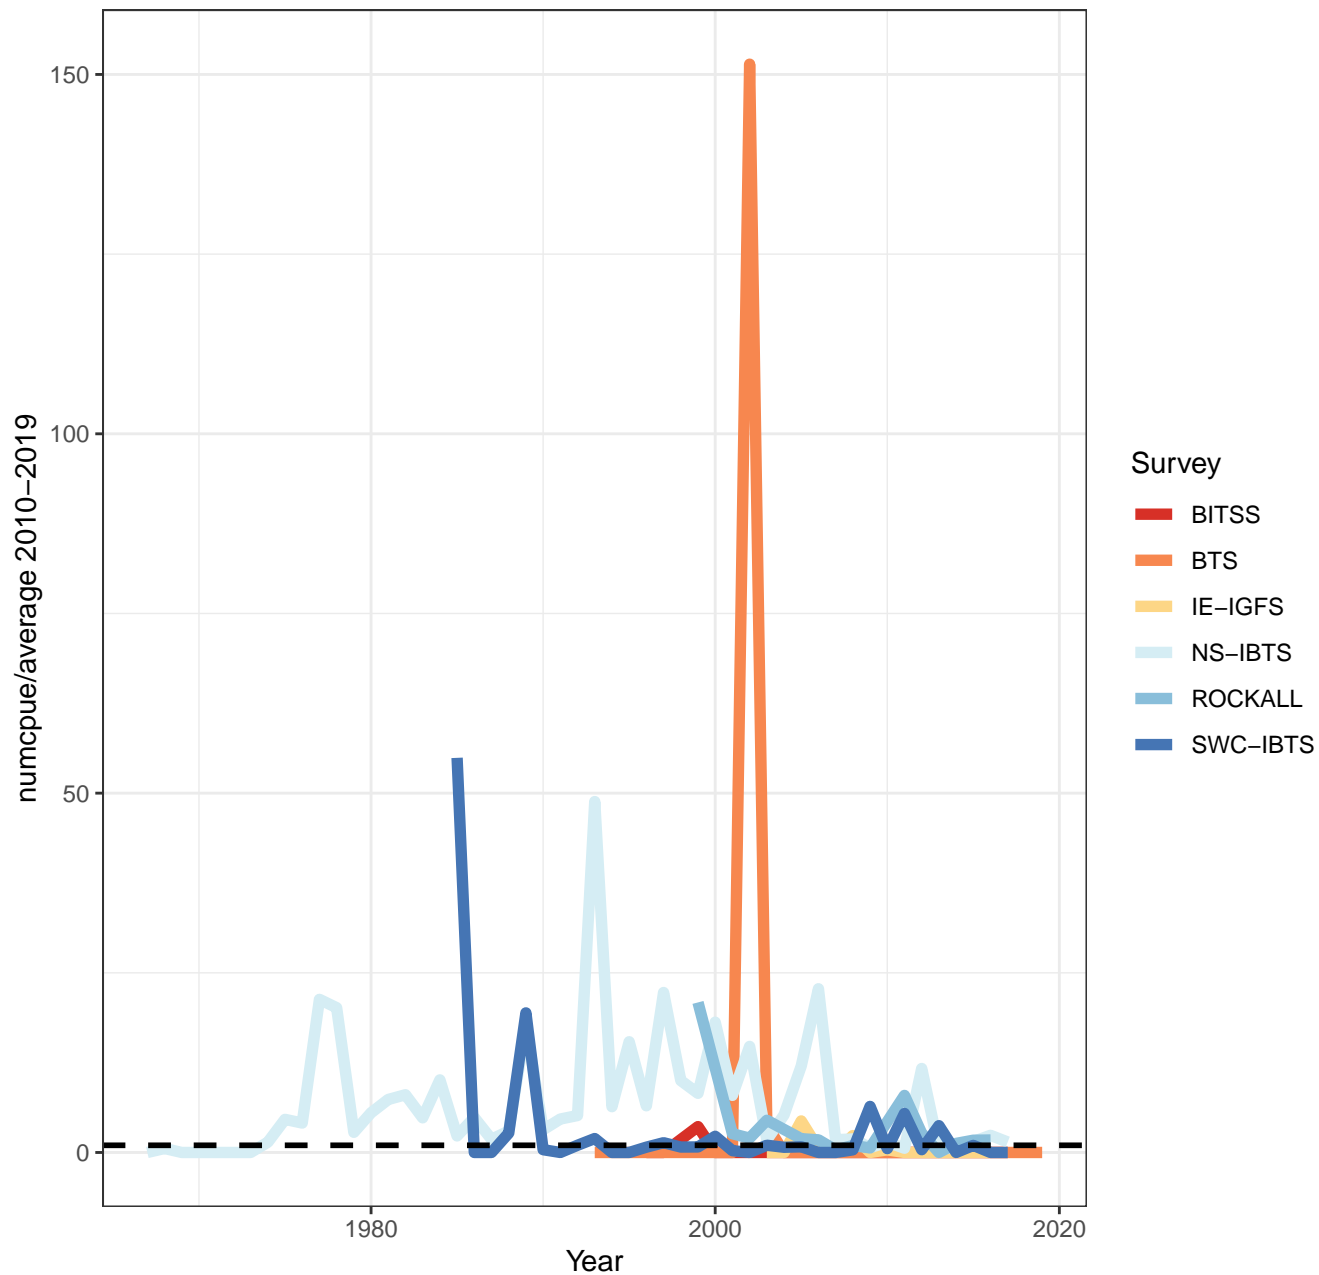 numcpue/average 2010−2019
150
100
50
0
1980
2000
2020
Year
Survey
BITSS
BTS
IE−IGFS
NS−IBTS
ROCKALL
SWC−IBTS